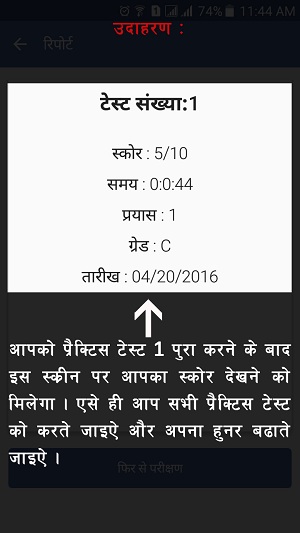 74% 11:44 AM
उदाहरण :
रिपोर्ट
टेस्ट संख्या:1
स्कोर : 5/10
समय : 0:0:44
प्रयास : 1
ग्रेड : C
तारीख : 04/20/2016
आपको प्रैक्टिस टेस्ट 1 पुरा करने के बाद
इस स्क्रीन पर आपका स्कोर देखने को
मिलेगा । एसे ही आप सभी प्रैक्टिस टेस्ट
को करते जाइऐ और अपना हुनर बढाते
जाइऐ ।
फिर से परीक्षण